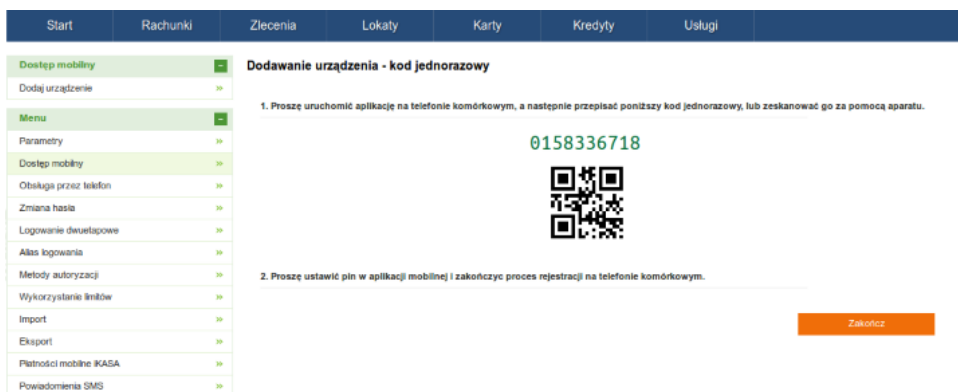 Start Rachunki Zlecenia Lokaty Karty Kredyty Usługi
Dostęp mobilny
Dodaj urządzenie
Menu
Parametry
Dostęp mobilny
Obsługa przez telefon
Zmiana hasła
Logowanie dwuetapowe
Alias logowania
Metody autoryzacji
Wykorzystanie limitów
Import
Eksport
Płatności mobilne iKASA
Powiadomienia SMS
Dodawanie urządzenia - kod jednorazowy
1. Proszę uruchomić aplikację na telefonie komórkowym, a następnie przepisać poniższy kod jednorazowy, lub zeskanować go za pomocą aparatu.
0158336718
2. Proszę ustawić pin w aplikacji mobilnej i zakończyc proces rejestracji na telefonie komórkowym.
Zakończ